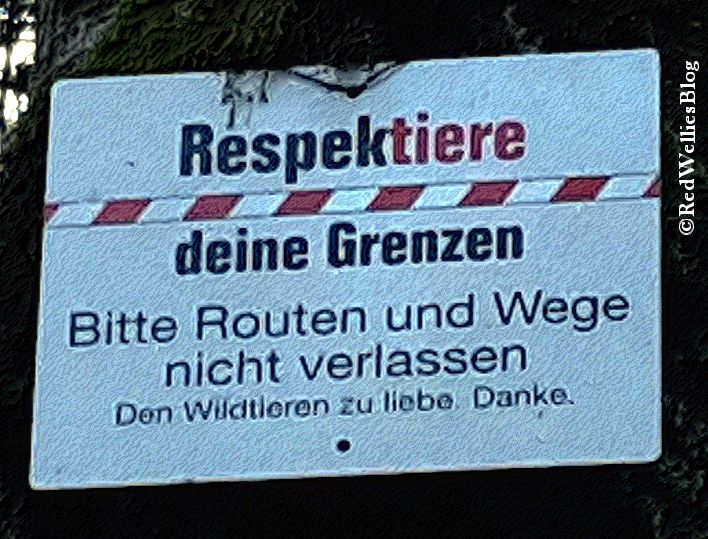 Respektiere
deine Grenzen
Bitte Routen und Wege
nicht verlassen
Den Wildtieren zu liebe. Danke.
©RedWelliesBlog